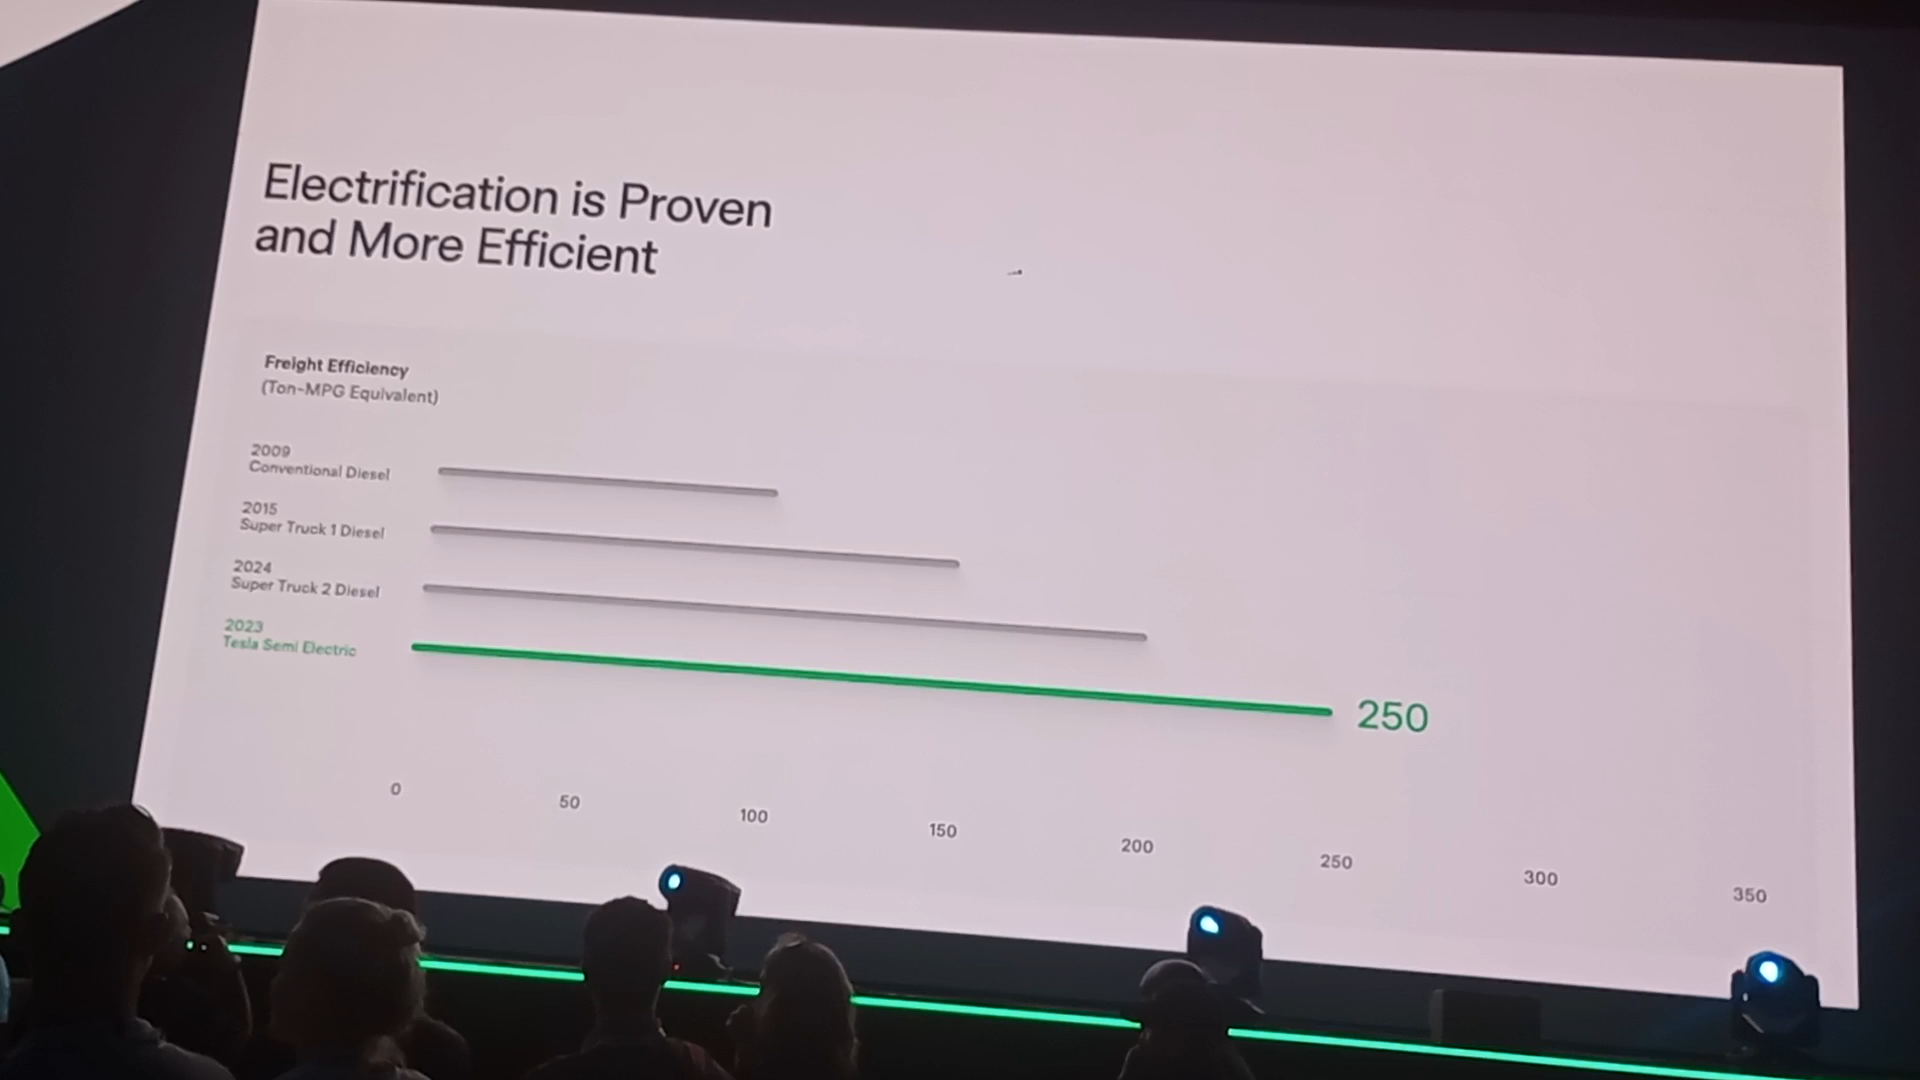 Electrification is Proven
and More Efficient
Freight Efficiency
(Ton-MPG Equivalent)
2009
Conventional Diesel
2015
Super Truck 1 Diesel
2024
Super Truck 2 Diesel
2023
Tesla Semi Electric
250
0 50 100 150 200 250 300 350